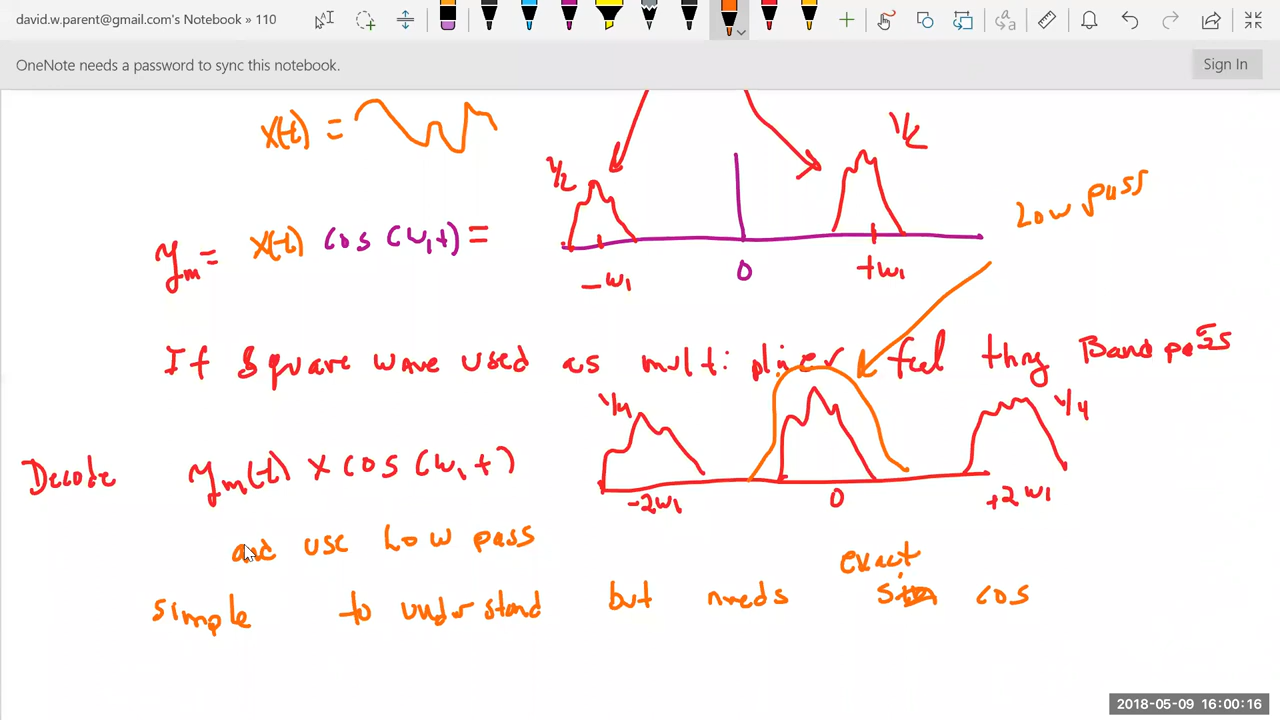 david.w.parent@gmail.com's Notebook » 110
OneNote needs a password to sync this notebook.
Sign In
x(t) =
1/2
1/2
Low pass
ym = x(t) cos(w1t) =
-w1
0
+w1
If Square wave used as multiplier feel thry Bandpass
1/4
1/4
Decode ym(t) x cos(w1t)
-2w1
0
+2w1
and use Low pass
exact
simple to understand but needs cos
2018-05-09 16:00:16